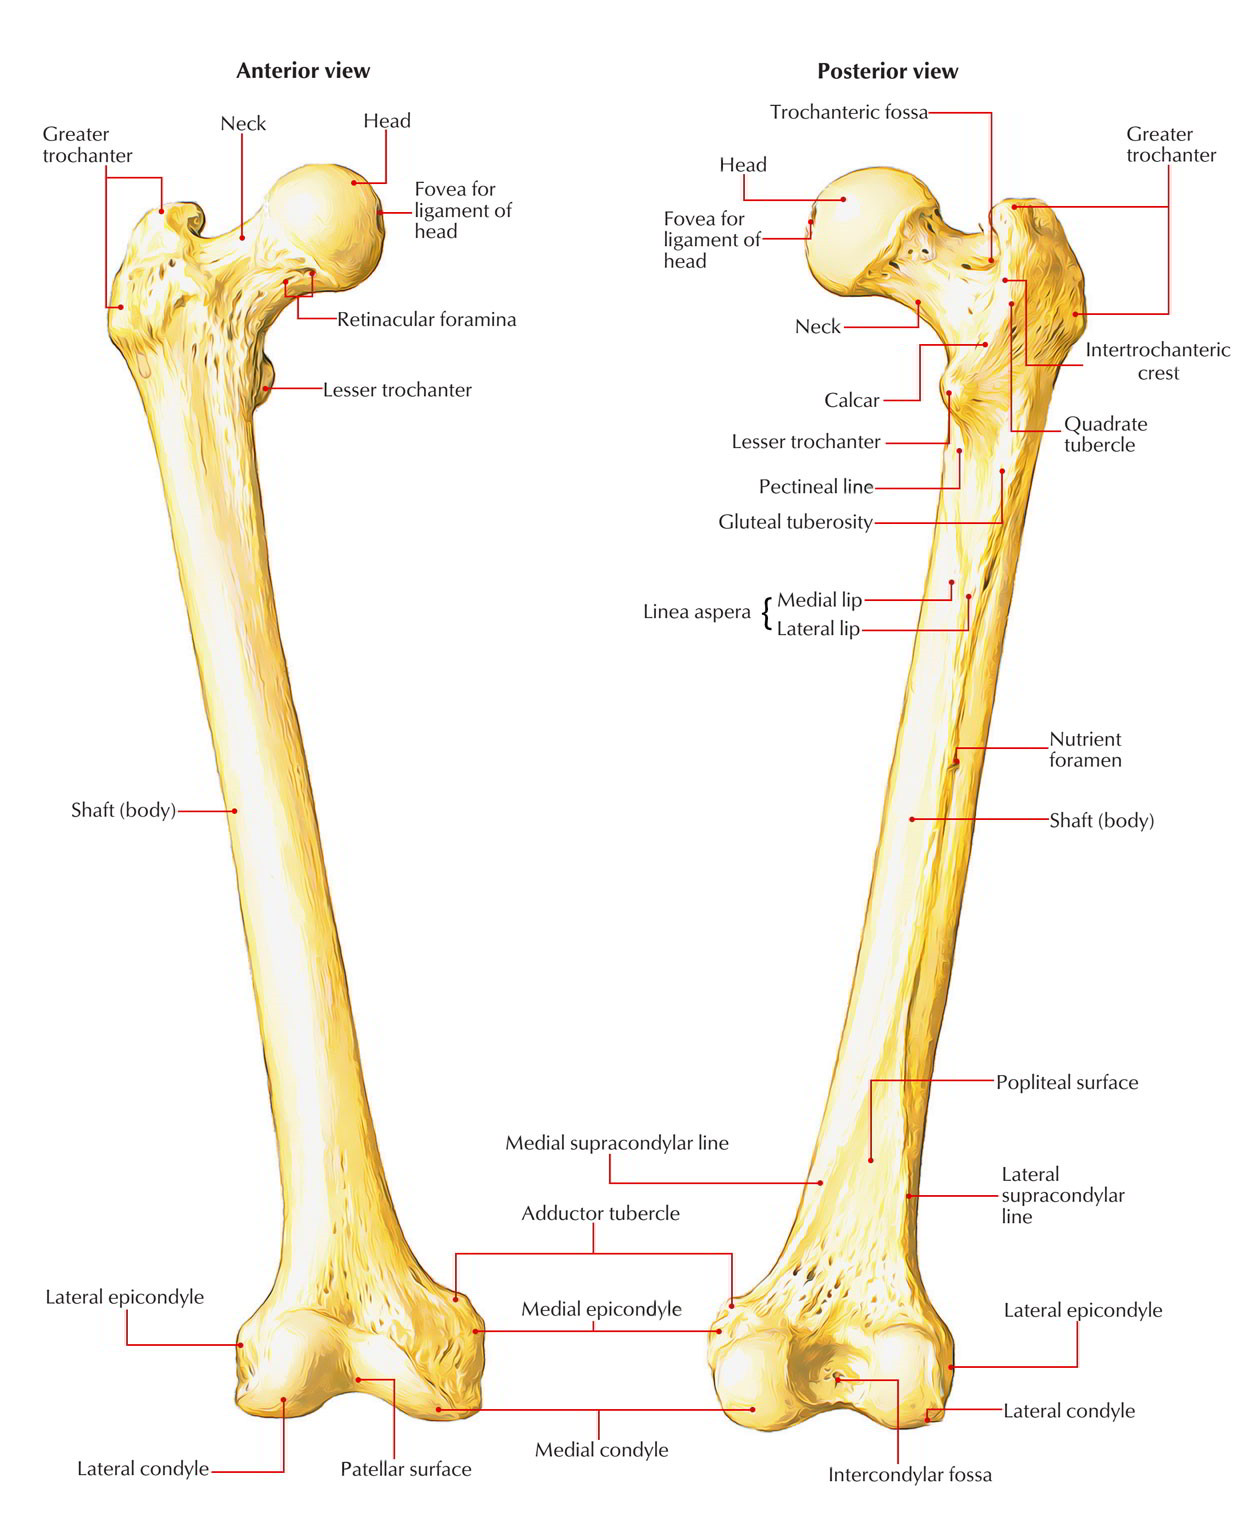 Anterior view
Greater
trochanter
Neck
Head
Fovea for
ligament of
head
Retinacular foramina
Lesser trochanter
Shaft (body)
Lateral epicondyle
Lateral condyle
Patellar surface
Medial supracondylar line
Adductor tubercle
Medial epicondyle
Medial condyle
Posterior view
Trochanteric fossa
Head
Fovea for
ligament of
head
Greater
trochanter
Neck
Intertrochanteric
crest
Calcar
Quadrate
tubercle
Lesser trochanter
Pectineal line
Gluteal tuberosity
Linea aspera { Medial lip
Lateral lip
Nutrient
foramen
Shaft (body)
Popliteal surface
Lateral
supracondylar
line
Lateral epicondyle
Lateral condyle
Intercondylar fossa